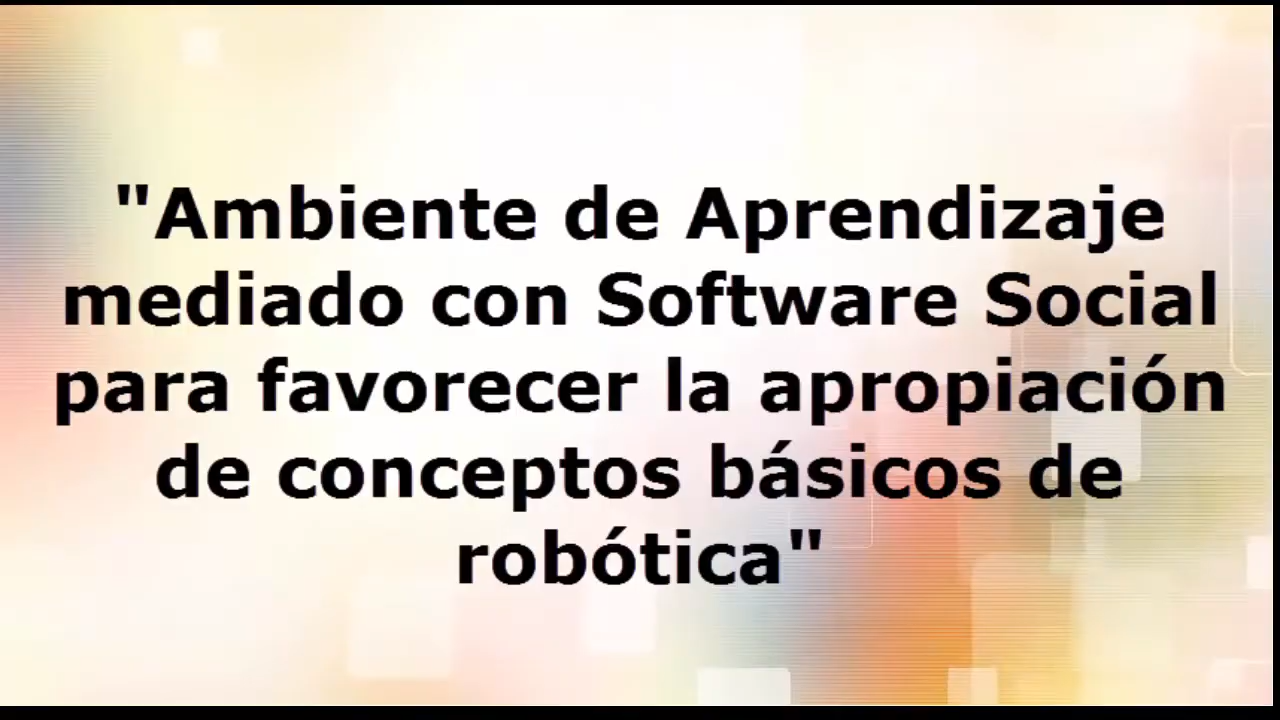 "Ambiente de Aprendizaje
mediado con Software Social
para favorecer la apropiación
de conceptos básicos de
robótica"